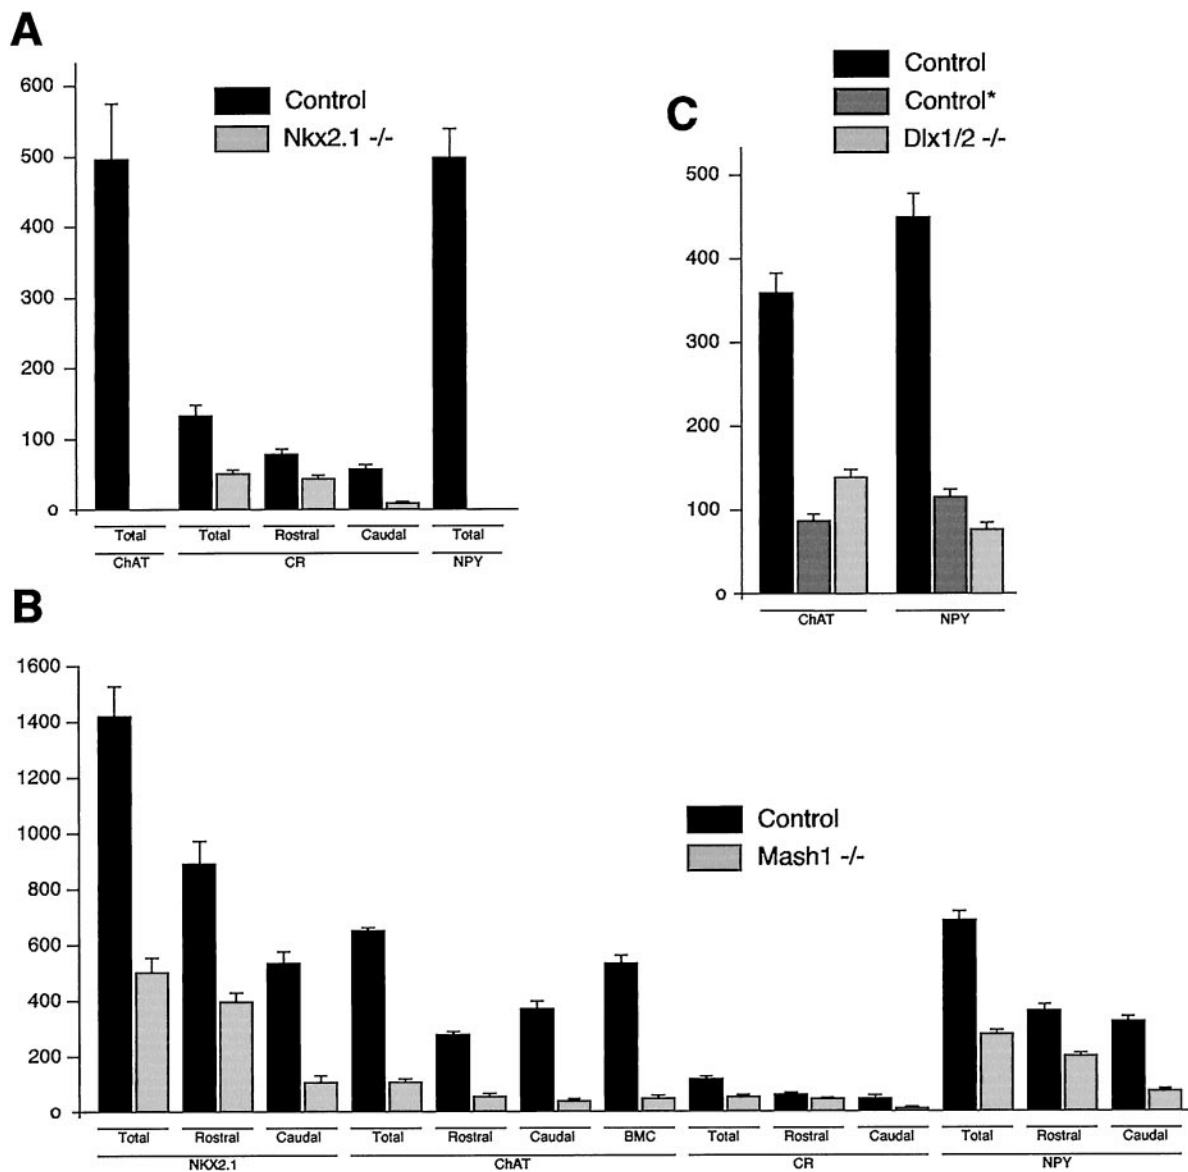 A
600
500
400
300
200
100
0
Control
Nkx2.1 -/-
Total Total Rostral Caudal Total
ChAT CR NPY
C
Control
Control*
Dlx1/2 -/-
500
400
300
200
100
0
ChAT NPY
B
1600
1400
1200
1000
800
600
400
200
0
Control
Mash1 -/-
Total Rostral Caudal Total Rostral Caudal BMC Total Rostral Caudal Total Rostral Caudal
NKX2.1 ChAT CR NPY